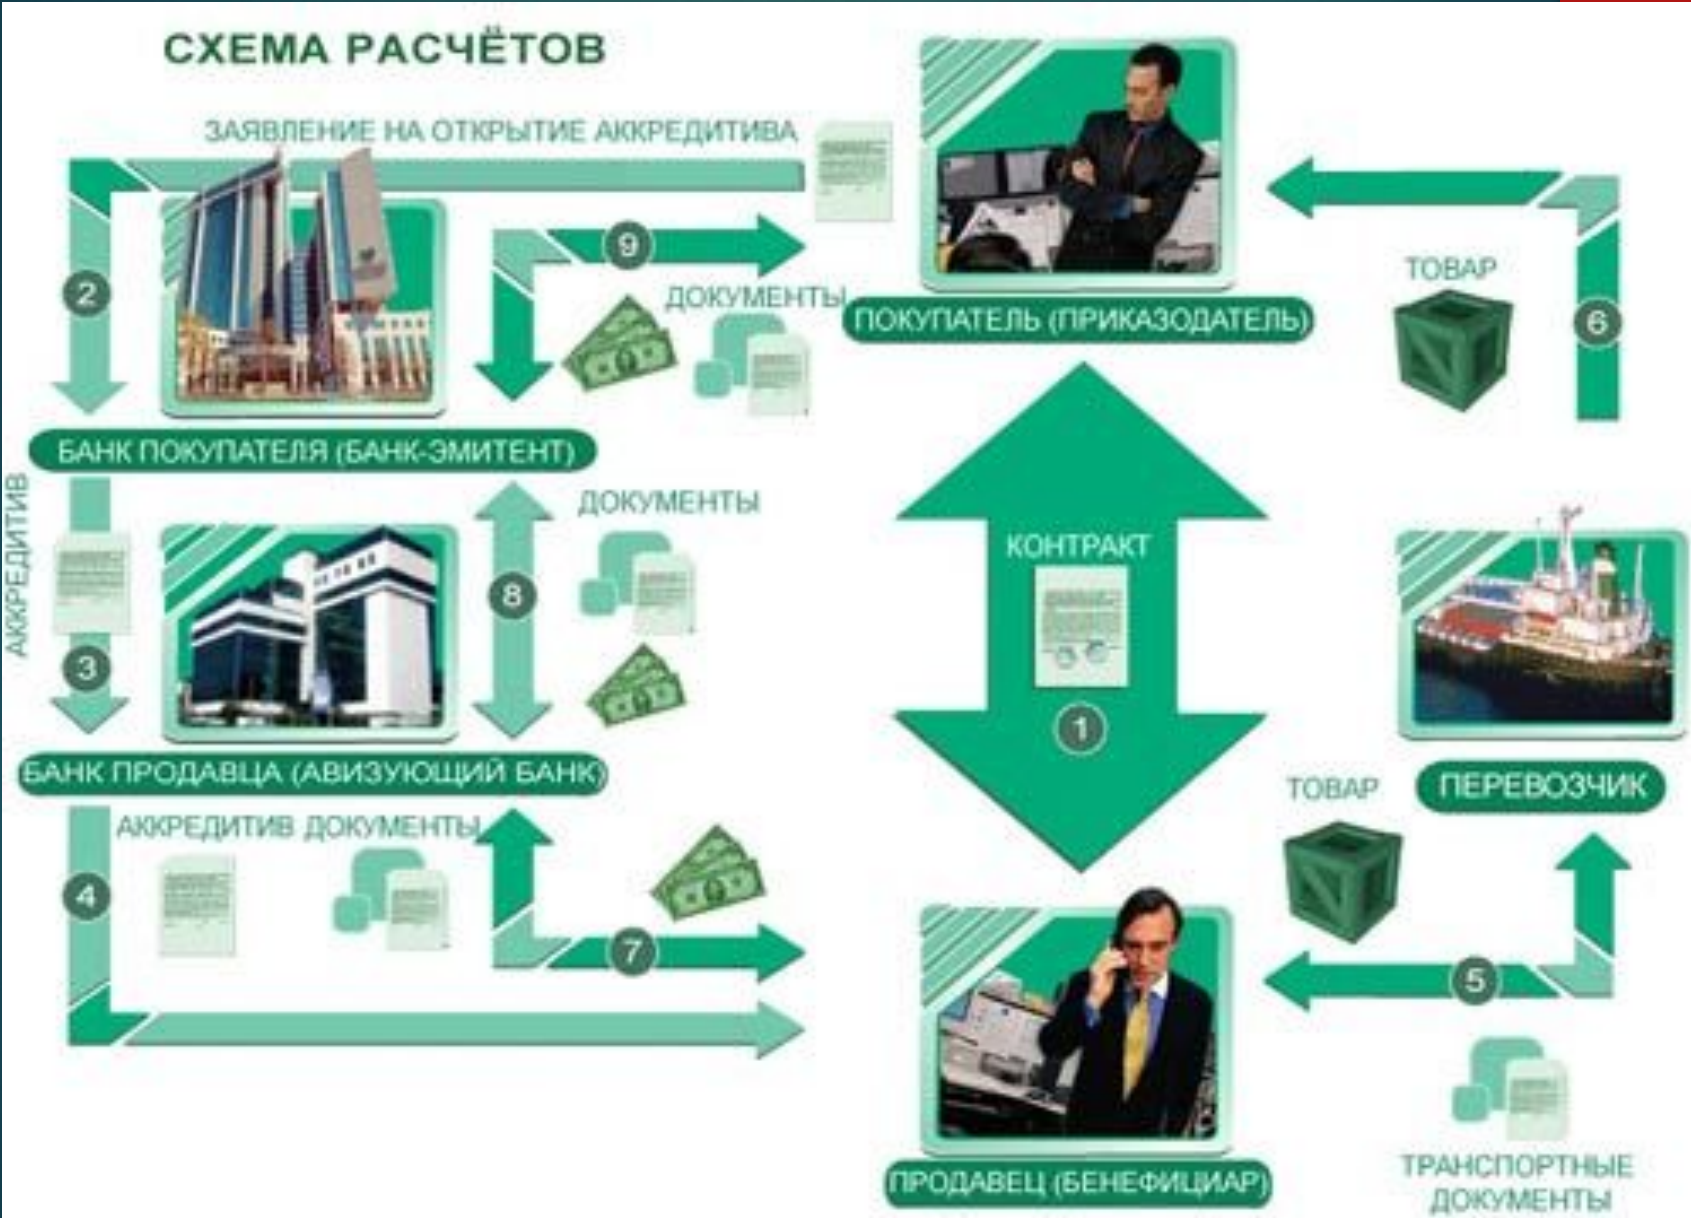 СХЕМА РАСЧЁТОВ
ЗАЯВЛЕНИЕ НА ОТКРЫТИЕ АККРЕДИТИВА
2
9
ДОКУМЕНТЫ
ПОКУПАТЕЛЬ (ПРИКАЗОДАТЕЛЬ)
ТОВАР
6
БАНК ПОКУПАТЕЛЯ (БАНК-ЭМИТЕНТ)
АККРЕДИТИВ
3
8
ДОКУМЕНТЫ
КОНТРАКТ
1
БАНК ПРОДАВЦА (АВИЗУЮЩИЙ БАНК)
ТОВАР
ПЕРЕВОЗЧИК
АККРЕДИТИВ ДОКУМЕНТЫ
4
7
5
ПРОДАВЕЦ (БЕНЕФИЦИАР)
ТРАНСПОРТНЫЕ
ДОКУМЕНТЫ